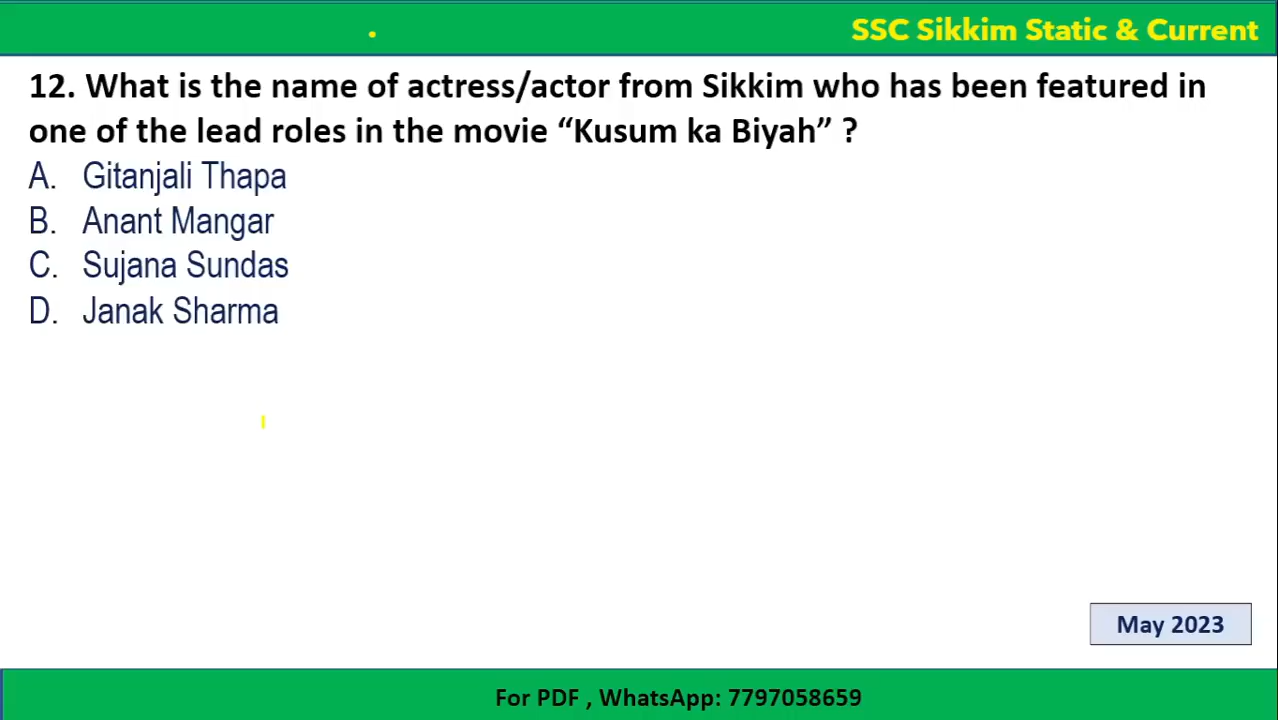 SSC Sikkim Static & Current
12. What is the name of actress/actor from Sikkim who has been featured in
one of the lead roles in the movie “Kusum ka Biyah” ?
A. Gitanjali Thapa
B. Anant Mangar
C. Sujana Sundas
D. Janak Sharma
May 2023
For PDF , WhatsApp: 7797058659